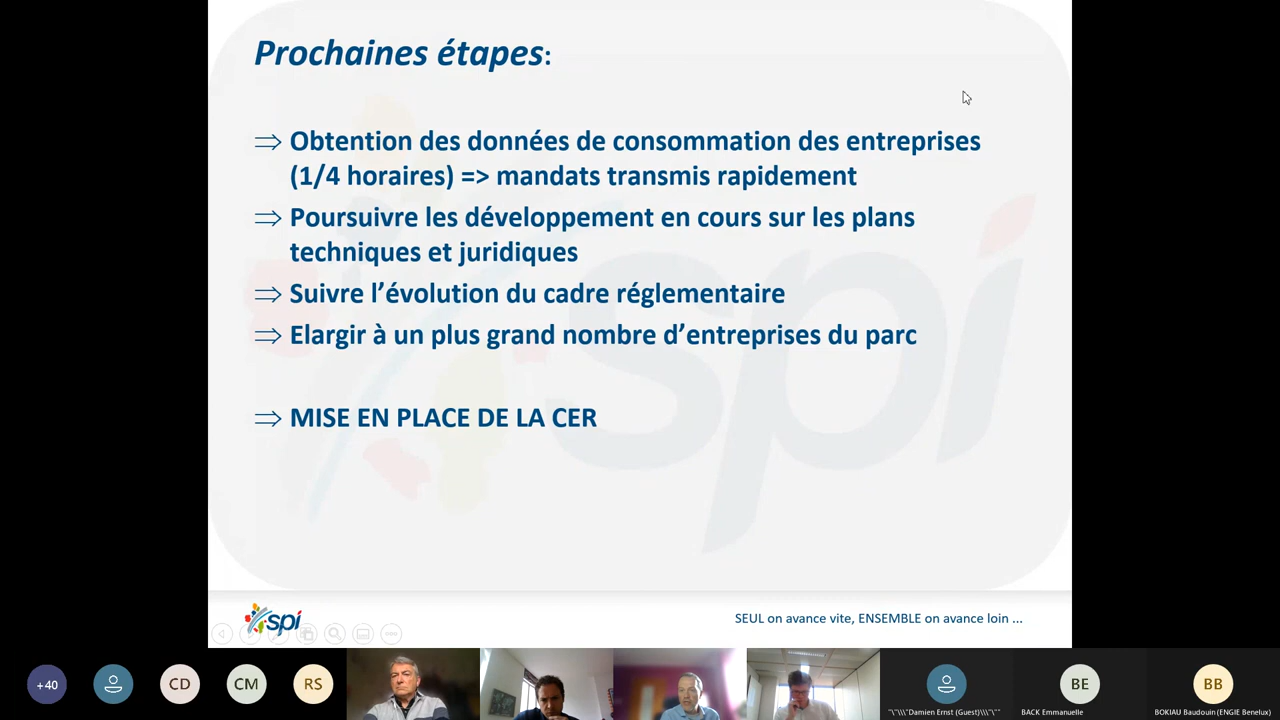 Prochaines étapes:
⇒ Obtention des données de consommation des entreprises
(1/4 horaires) => mandats transmis rapidement
⇒ Poursuivre les développement en cours sur les plans
techniques et juridiques
⇒ Suivre l’évolution du cadre réglementaire
⇒ Elargir à un plus grand nombre d’entreprises du parc
⇒ MISE EN PLACE DE LA CER
spi
SEUL on avance vite, ENSEMBLE on avance loin ...
+40
CD
CM
RS
BE
BB
"\"\\\"Damien Ernst (Guest)\\\"\""
BACK Emmanuelle
BOKIAU Baudouin (ENGIE Benelux)